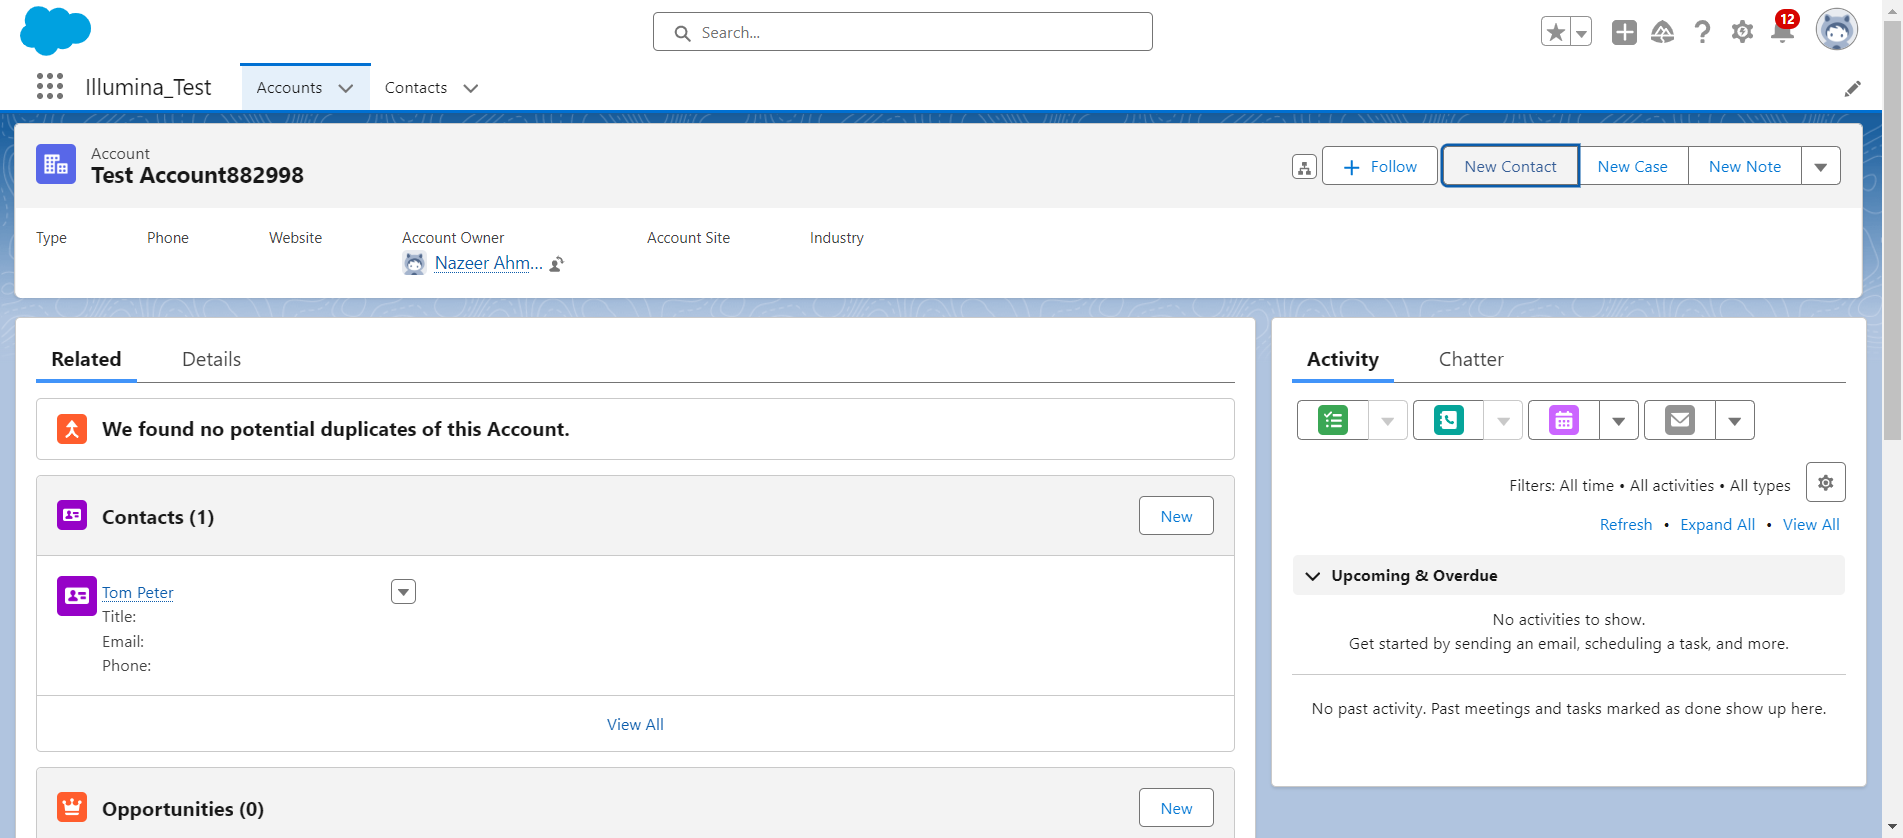 Search...
12
Illumina_Test
Accounts
Contacts
Account
Test Account882998
Follow
New Contact
New Case
New Note
Type
Phone
Website
Account Owner
Account Site
Industry
Nazeer Ahm...
Related
Details
We found no potential duplicates of this Account.
Contacts (1)
New
Tom Peter
Title:
Email:
Phone:
View All
Opportunities (0)
New
Activity
Chatter
Filters: All time • All activities • All types
Refresh • Expand All • View All
Upcoming & Overdue
No activities to show.
Get started by sending an email, scheduling a task, and more.
No past activity. Past meetings and tasks marked as done show up here.